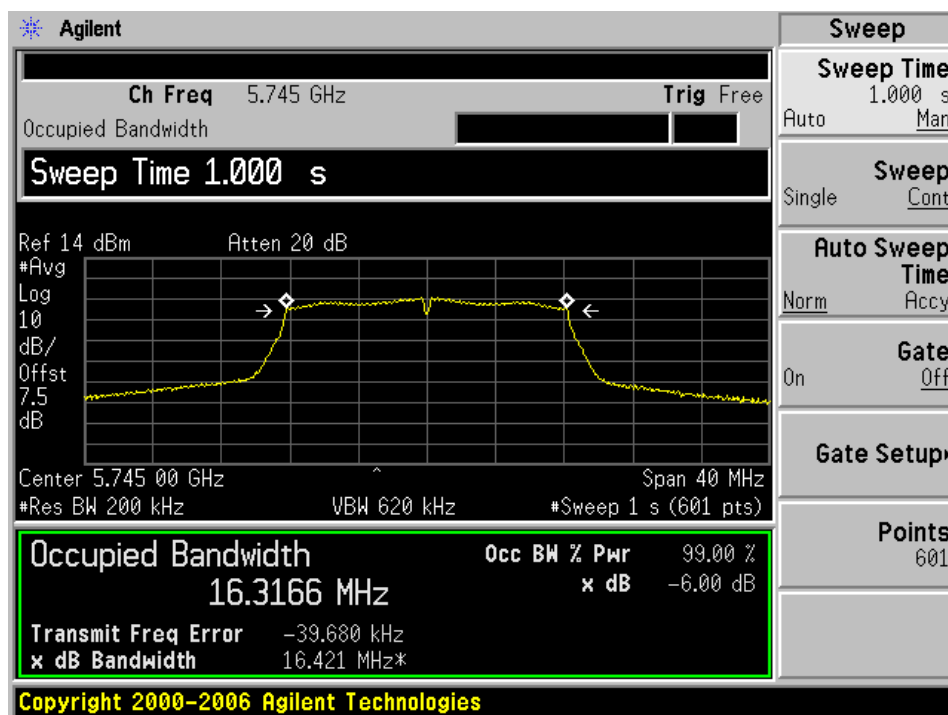 Agilent
Sweep
Ch Freq 5.745 GHz Trig Free
Occupied Bandwidth
Sweep Time 1.000 s
Ref 14 dBm Atten 20 dB
#Avg
Log
10
dB/
Offst
7.5
dB
Center 5.745 00 GHz ^ Span 40 MHz
#Res BW 200 kHz VBW 620 kHz #Sweep 1 s (601 pts)
Occupied Bandwidth Occ BW % Pwr 99.00 %
16.3166 MHz x dB -6.00 dB
Transmit Freq Error -39.680 kHz
x dB Bandwidth 16.421 MHz*
Copyright 2000-2006 Agilent Technologies
Sweep Time
1.000 s
Auto Man
Sweep
Single Cont
Auto Sweep
Time
Norm Accy
Gate
On Off
Gate Setup
Points
601